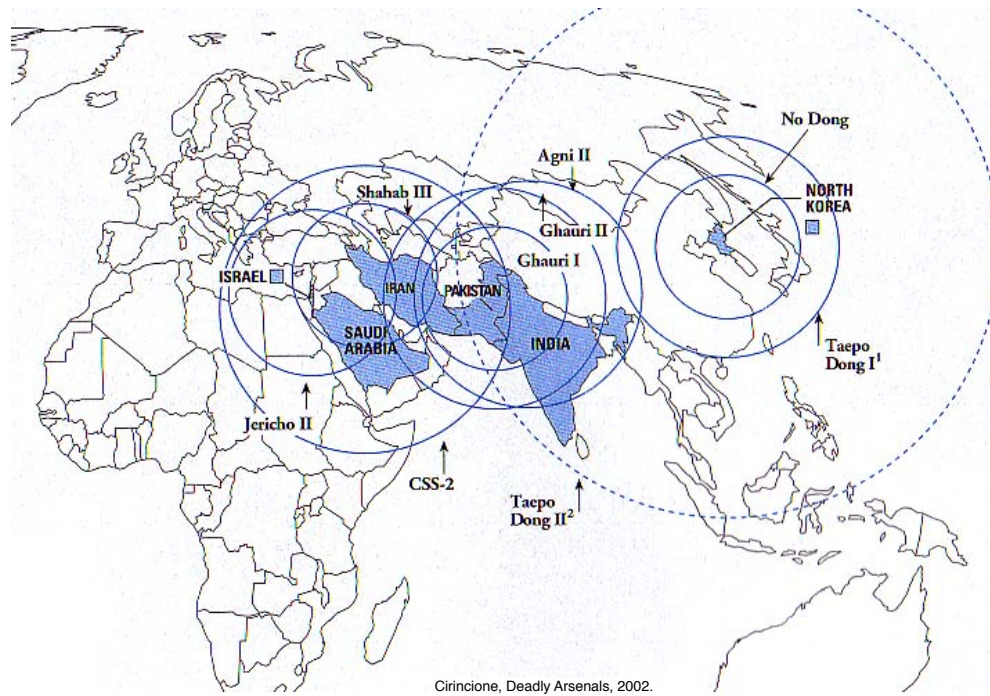 No Dong
Agni II
Shahab III
NORTH
KOREA
Ghauri II
Ghauri I
ISRAEL
IRAN
PAKISTAN
SAUDI
ARABIA
INDIA
Taepo
Dong I¹
Jericho II
CSS-2
Taepo
Dong II²
Cirincione, Deadly Arsenals, 2002.